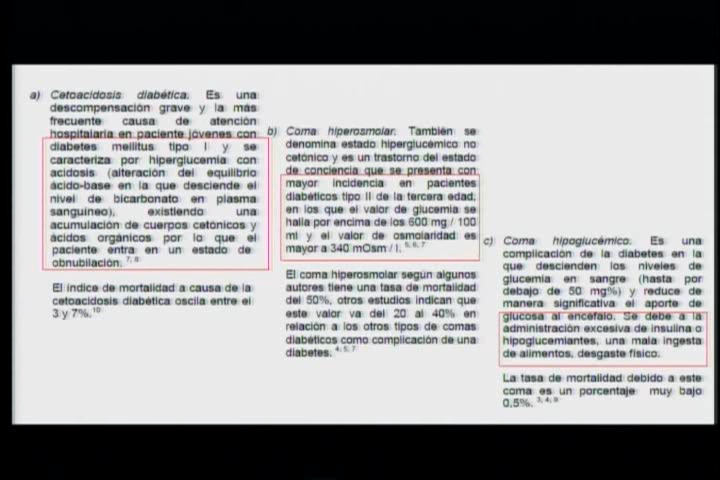 a) Cetoacidosis diabética. Es una
descompensación grave y la más
frecuente causa de atención
hospitalaria en paciente jóvenes con
diabetes mellitus tipo I y se
caracteriza por hiperglucemia con
acidosis (alteración del equilibrio
ácido-base en la que desciende el
nivel de bicarbonato en plasma
sanguíneo), existiendo una
acumulación de cuerpos cetónicos y
ácidos orgánicos por lo que el
paciente entra en un estado de
obnubilación. 7, 8
El índice de mortalidad a causa de la
cetoacidosis diabética oscila entre el
3 y 7%.10
b) Coma hiperosmolar. También se
denomina estado hiperglucémico no
cetónico y es un trastorno del estado
de conciencia que se presenta con
mayor incidencia en pacientes
diabéticos tipo II de la tercera edad,
en los que el valor de glucemia se
halla por encima de los 600 mg / 100
ml y el valor de osmolaridad es
mayor a 340 mOsm / l. 5, 6, 7
El coma hiperosmolar según algunos
autores tiene una tasa de mortalidad
del 50%, otros estudios indican que
este valor va del 20 al 40% en
relación a los otros tipos de comas
diabéticos como complicación de una
diabetes. 4, 5, 7
c) Coma hipoglucémico. Es una
complicación de la diabetes en la
que descienden los niveles de
glucemia en sangre (hasta por
debajo de 50 mg%) y reduce de
manera significativa el aporte de
glucosa al encéfalo. Se debe a la
administración excesiva de insulina o
hipoglucemiantes, una mala ingesta
de alimentos, desgaste físico.
La tasa de mortalidad debido a este
coma es un porcentaje muy bajo
0,5%. 3, 4, 9